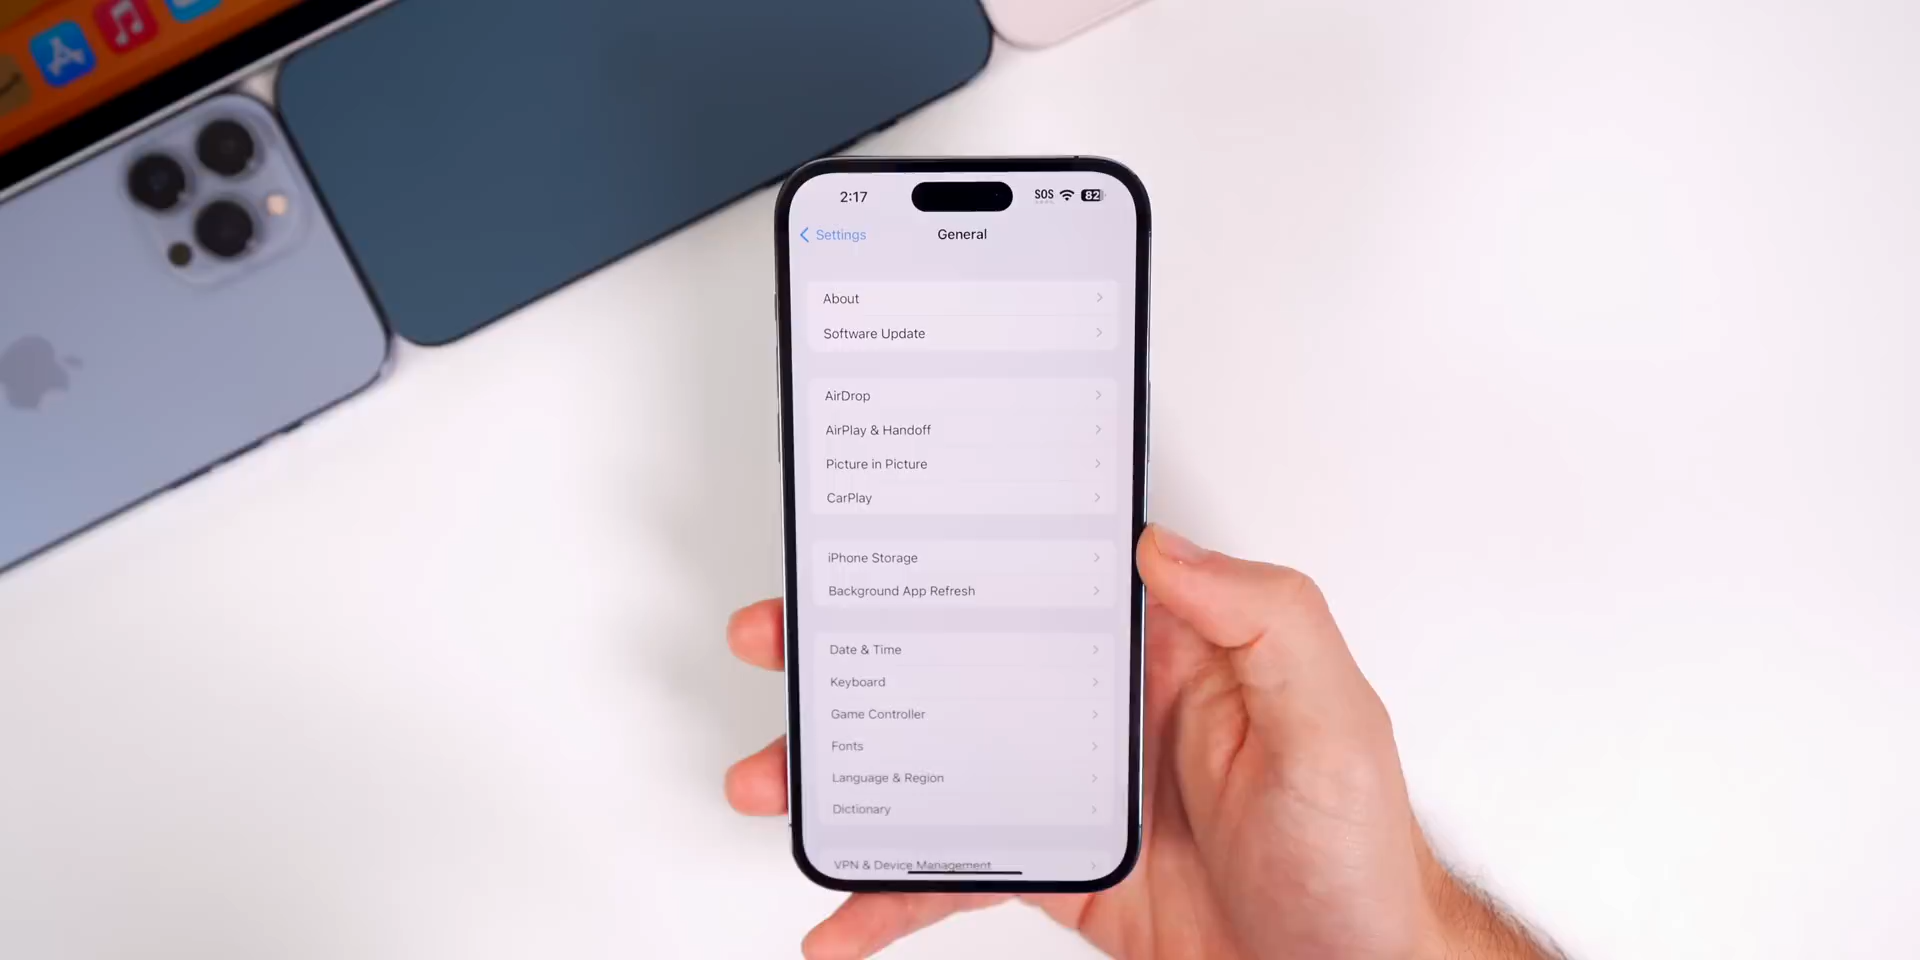 2:17
SOS
82
Settings
General
About
Software Update
AirDrop
AirPlay & Handoff
Picture in Picture
CarPlay
iPhone Storage
Background App Refresh
Date & Time
Keyboard
Game Controller
Fonts
Language & Region
Dictionary
VPN & Device Management